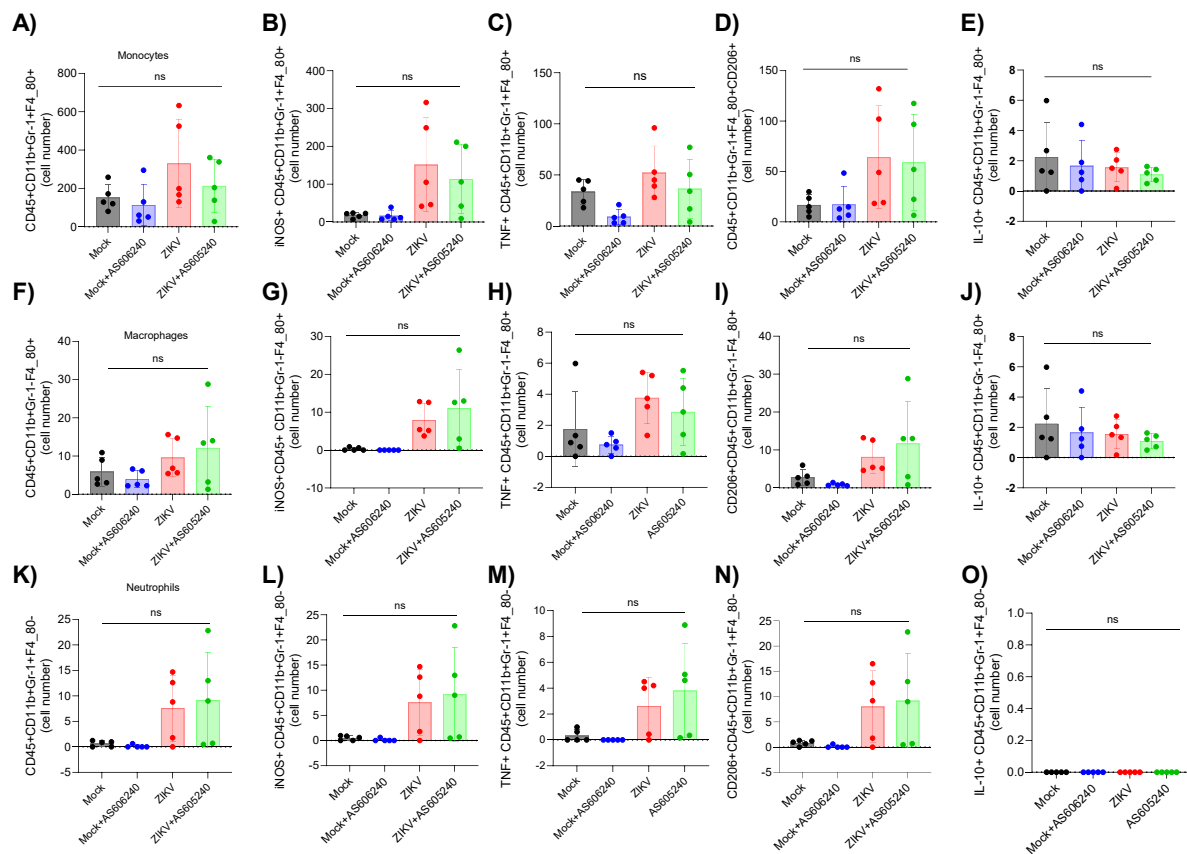 A)
Monocytes
CD45+CD11b+Gr-1+F4_80+
(cell number)
800
600
400
200
0
ns
Mock
Mock+AS606240
ZIKV
ZIKV+AS605240
B)
iNOS+ CD45+CD11b+Gr-1+F4_80+
(cell number)
400
300
200
100
0
ns
Mock
Mock+AS606240
ZIKV
ZIKV+AS605240
C)
TNF+ CD45+CD11b+Gr-1+F4_80+
(cell number)
150
100
50
0
ns
Mock
Mock+AS606240
ZIKV
ZIKV+AS605240
D)
CD45+CD11b+Gr-1+F4_80+CD206+
(cell number)
150
100
50
0
ns
Mock
Mock+AS606240
ZIKV
ZIKV+AS605240
E)
IL-10+ CD45+CD11b+Gr-1-F4_80+
(cell number)
8
6
4
2
0
2
ns
Mock
Mock+AS606240
ZIKV
ZIKV+AS605240
F)
Macrophages
CD45+CD11b+Gr-1-F4_80+
(cell number)
40
30
20
10
0
ns
Mock
Mock+AS606240
ZIKV
ZIKV+AS605240
G)
iNOS+CD45+ CD11b+Gr-1-F4_80+
(cell number)
30
20
10
0
-10
ns
Mock
Mock+AS606240
ZIKV
ZIKV+AS605240
H)
TNF+ CD45+CD11b+Gr-1-F4_80+
(cell number)
8
6
4
2
0
-2
ns
Mock
Mock+AS606240
ZIKV
AS605240
I)
CD206+CD45+CD11b+Gr-1-F4_80+
(cell number)
40
30
20
10
0
ns
Mock
Mock+AS606240
ZIKV
ZIKV+AS605240
J)
IL-10+ CD45+CD11b+Gr-1-F4_80+
(cell number)
8
6
4
2
0
2
ns
Mock
Mock+AS606240
ZIKV
ZIKV+AS605240
K)
Neutrophils
CD45+CD11b+Gr-1+F4_80-
(cell number)
25
20
15
10
5
0
-5
ns
Mock
Mock+AS606240
ZIKV
ZIKV+AS605240
L)
iNOS+ CD45+CD11b+Gr-1+F4_80-
(cell number)
25
20
15
10
5
0
-5
ns
Mock
Mock+AS606240
ZIKV
ZIKV+AS605240
M)
TNF+ CD45+CD11b+Gr-1+F4_80-
(cell number)
10
8
6
4
2
0
-2
ns
Mock
Mock+AS606240
ZIKV
AS605240
N)
CD206+CD45+CD11b+Gr-1+F4_80-
(cell number)
25
20
15
10
5
0
-5
ns
Mock
Mock+AS606240
ZIKV
ZIKV+AS605240
O)
IL-10+ CD45+CD11b+Gr-1+F4_80-
(cell number)
1.0
0.8
0.6
0.4
0.2
0.0
ns
Mock
Mock+AS606240
ZIKV
AS605240